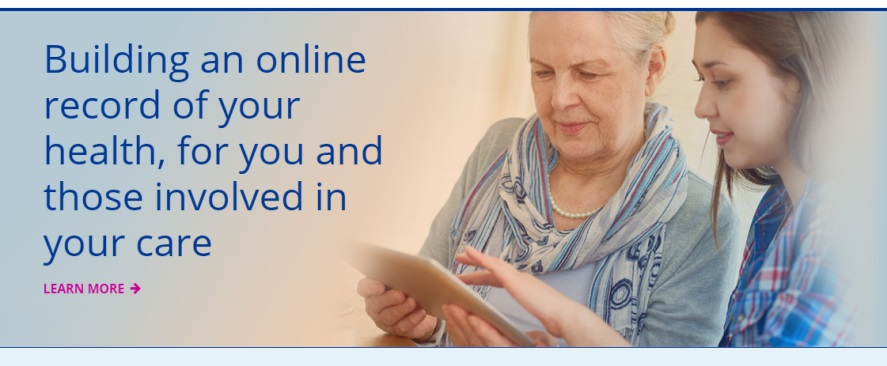 Building an online
record of your
health, for you and
those involved in
your care
LEARN MORE →